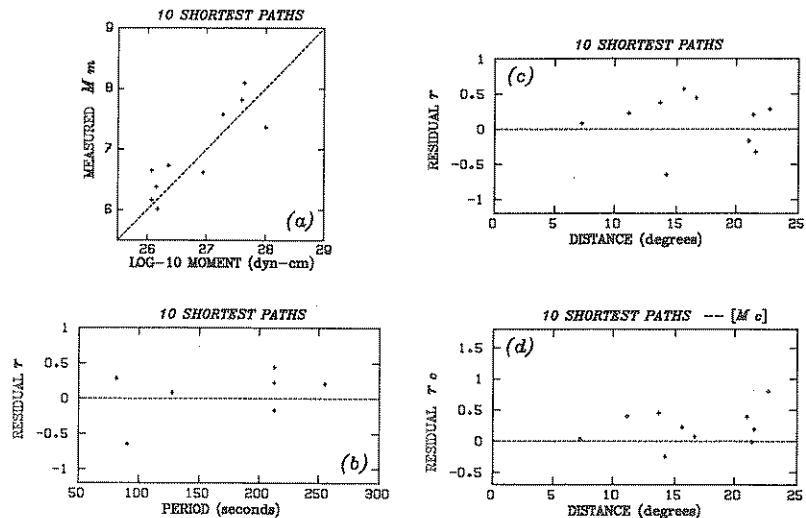 10 SHORTEST PATHS
9
8
7
6
MEASURED M m
(a)
26 27 28 29
LOG-10 MOMENT (dyn-cm)
10 SHORTEST PATHS
1
0.5
0
-0.5
-1
RESIDUAL r
(b)
50 100 150 200 250 300
PERIOD (seconds)
10 SHORTEST PATHS
1
0.5
0
-0.5
-1
RESIDUAL r
(c)
0 5 10 15 20 25
DISTANCE (degrees)
10 SHORTEST PATHS -- [M c]
1.5
1
0.5
0
-0.5
RESIDUAL r c
(d)
0 5 10 15 20 25
DISTANCE (degrees)